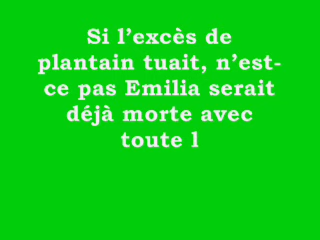 Si l’excès de
plantain tuait, n’est-
ce pas Emilia serait
déjà morte avec
toute l